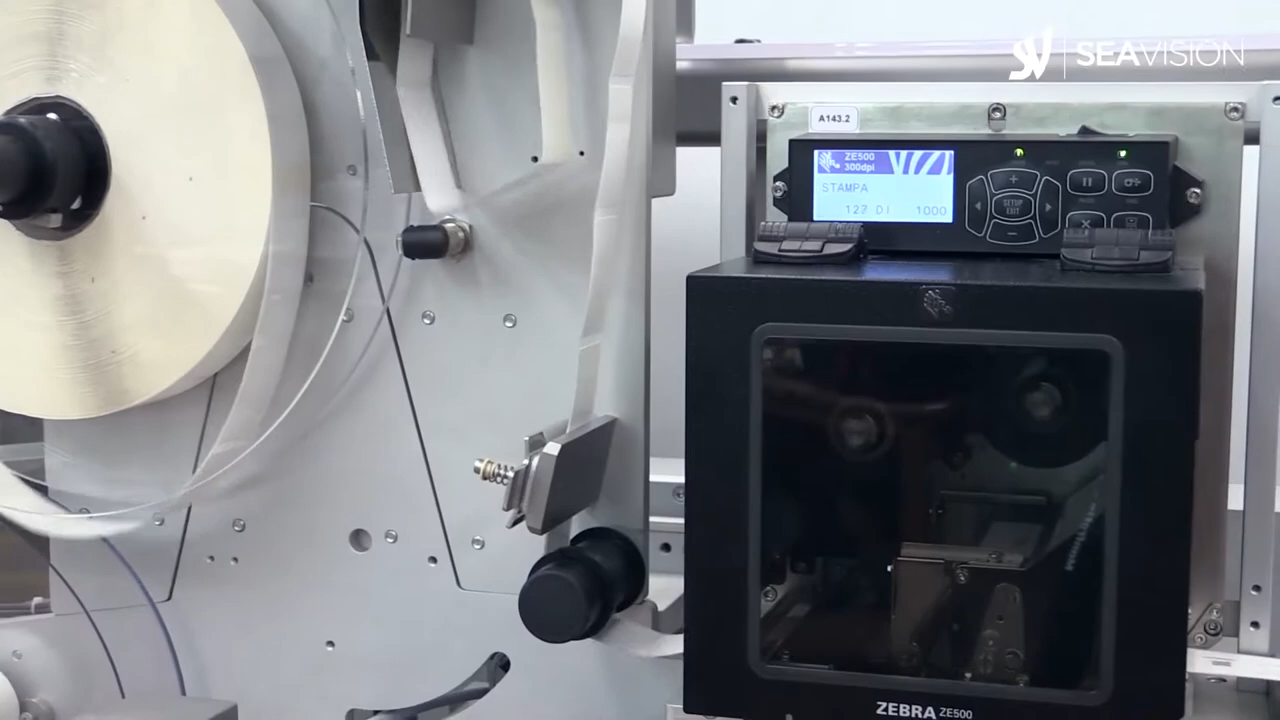 SEAVISION
A143.2
ZE500
300dpi
STAMPA
127 DI 1000
SETUP
EXIT
ZEBRA ZE500